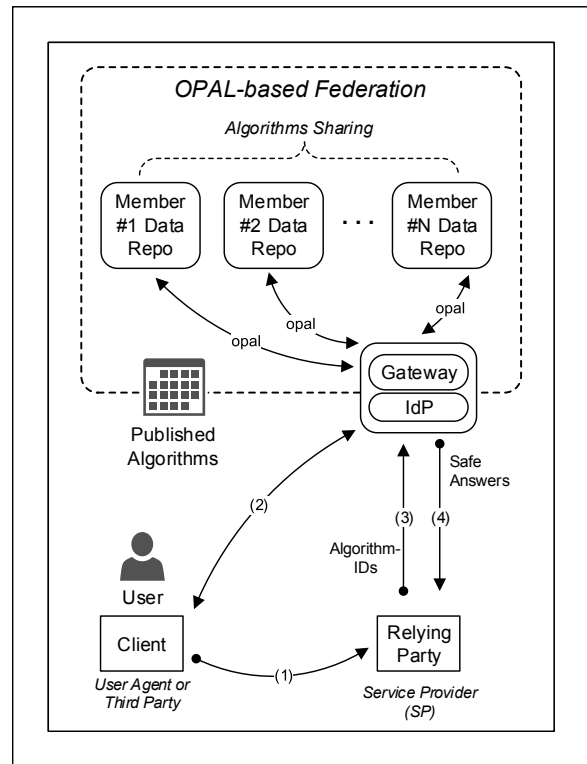 OPAL-based Federation
Algorithms Sharing
Member
#1 Data
Repo
Member
#2 Data
Repo
. . .
Member
#N Data
Repo
opal
opal
opal
Gateway
IdP
Published
Algorithms
Safe
Answers
(2)
(3)
(4)
Algorithm-
IDs
User
Client
Relying
Party
(1)
User Agent or
Third Party
Service Provider
(SP)